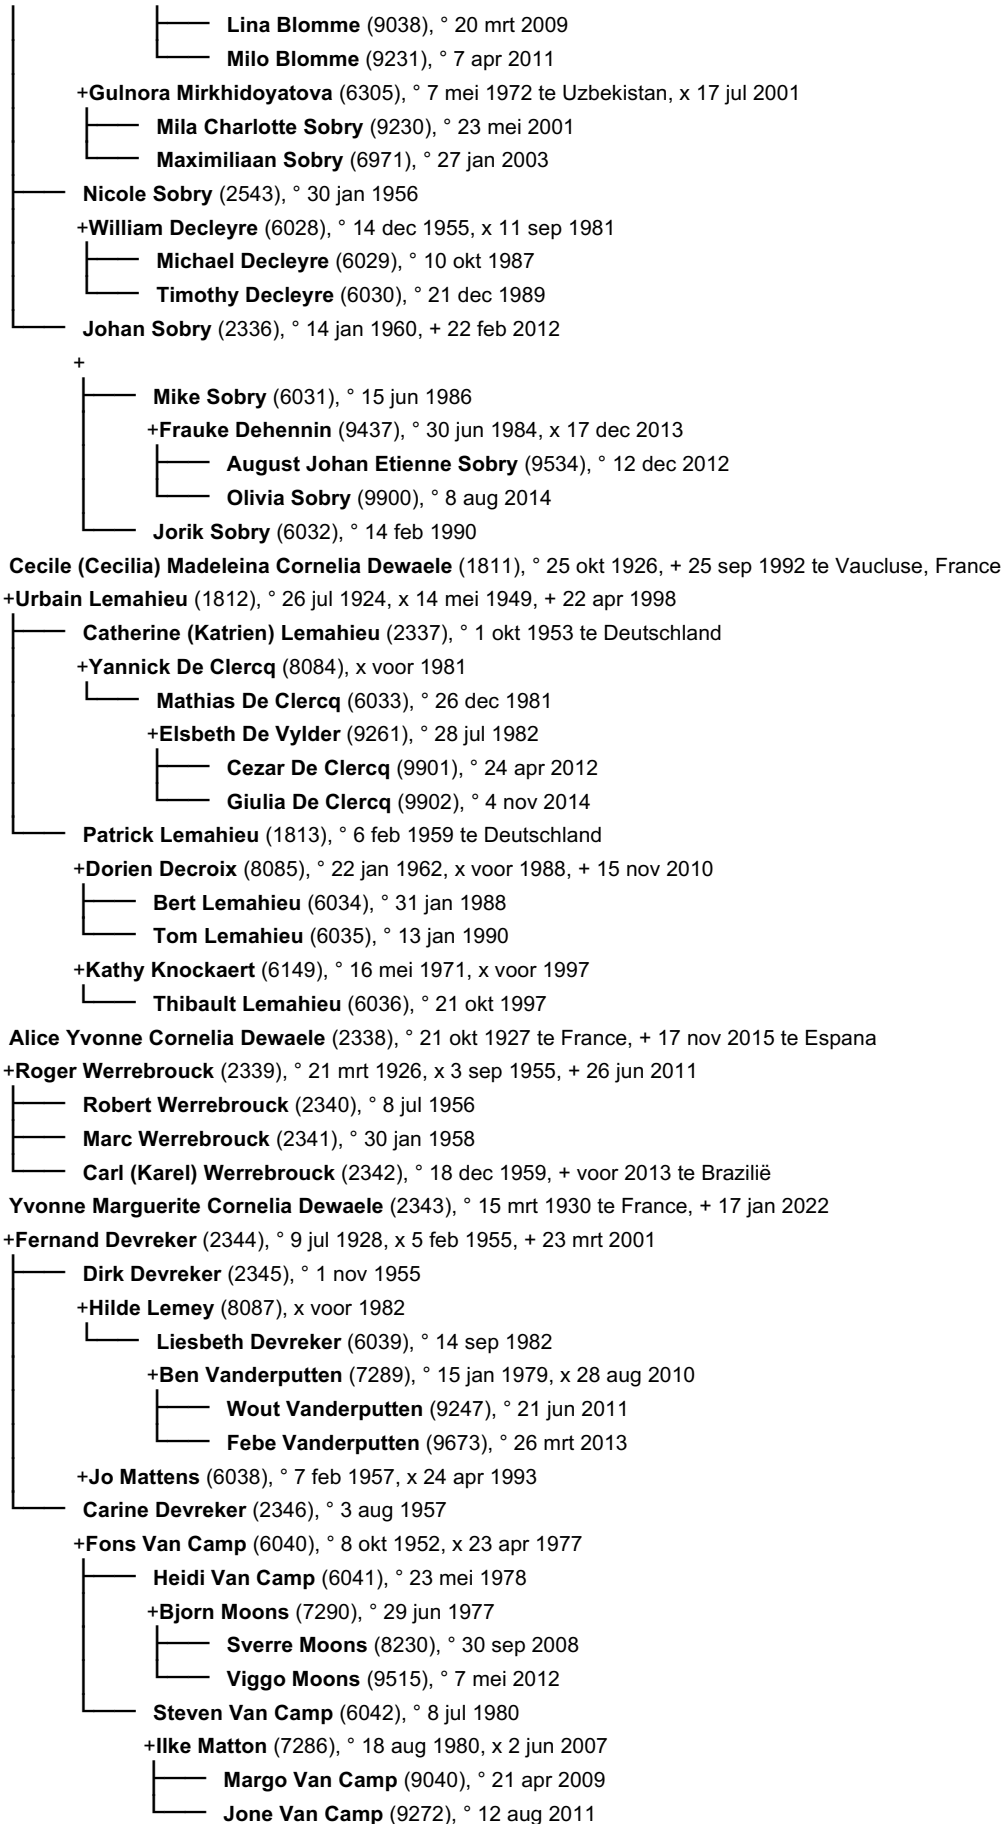 Lina Blomme (9038), ° 20 mrt 2009
Milo Blomme (9231), ° 7 apr 2011
+Gulnora Mirkhidoyatova (6305), ° 7 mei 1972 te Uzbekistan, x 17 jul 2001
Mila Charlotte Sobry (9230), ° 23 mei 2001
Maximiliaan Sobry (6971), ° 27 jan 2003
Nicole Sobry (2543), ° 30 jan 1956
+William Decleyre (6028), ° 14 dec 1955, x 11 sep 1981
Michael Decleyre (6029), ° 10 okt 1987
Timothy Decleyre (6030), ° 21 dec 1989
Johan Sobry (2336), ° 14 jan 1960, + 22 feb 2012
+
Mike Sobry (6031), ° 15 jun 1986
+Frauke Dehennin (9437), ° 30 jun 1984, x 17 dec 2013
August Johan Etienne Sobry (9534), ° 12 dec 2012
Olivia Sobry (9900), ° 8 aug 2014
Jorik Sobry (6032), ° 14 feb 1990
Cecile (Cecilia) Madeleina Cornelia Dewaele (1811), ° 25 okt 1926, + 25 sep 1992 te Vaucluse, France
+Urbain Lemahieu (1812), ° 26 jul 1924, x 14 mei 1949, + 22 apr 1998
Catherine (Katrien) Lemahieu (2337), ° 1 okt 1953 te Deutschland
+Yannick De Clercq (8084), x voor 1981
Mathias De Clercq (6033), ° 26 dec 1981
+Elsbeth De Vylder (9261), ° 28 jul 1982
Cezar De Clercq (9901), ° 24 apr 2012
Giulia De Clercq (9902), ° 4 nov 2014
Patrick Lemahieu (1813), ° 6 feb 1959 te Deutschland
+Dorien Decroix (8085), ° 22 jan 1962, x voor 1988, + 15 nov 2010
Bert Lemahieu (6034), ° 31 jan 1988
Tom Lemahieu (6035), ° 13 jan 1990
+Kathy Knockaert (6149), ° 16 mei 1971, x voor 1997
Thibault Lemahieu (6036), ° 21 okt 1997
Alice Yvonne Cornelia Dewaele (2338), ° 21 okt 1927 te France, + 17 nov 2015 te Espana
+Roger Werrebrouck (2339), ° 21 mrt 1926, x 3 sep 1955, + 26 jun 2011
Robert Werrebrouck (2340), ° 8 jul 1956
Marc Werrebrouck (2341), ° 30 jan 1958
Carl (Karel) Werrebrouck (2342), ° 18 dec 1959, + voor 2013 te Brazilië
Yvonne Marguerite Cornelia Dewaele (2343), ° 15 mrt 1930 te France, + 17 jan 2022
+Fernand Devreker (2344), ° 9 jul 1928, x 5 feb 1955, + 23 mrt 2001
Dirk Devreker (2345), ° 1 nov 1955
+Hilde Lemey (8087), x voor 1982
Liesbeth Devreker (6039), ° 14 sep 1982
+Ben Vanderputten (7289), ° 15 jan 1979, x 28 aug 2010
Wout Vanderputten (9247), ° 21 jun 2011
Febe Vanderputten (9673), ° 26 mrt 2013
+Jo Mattens (6038), ° 7 feb 1957, x 24 apr 1993
Carine Devreker (2346), ° 3 aug 1957
+Fons Van Camp (6040), ° 8 okt 1952, x 23 apr 1977
Heidi Van Camp (6041), ° 23 mei 1978
+Bjorn Moons (7290), ° 29 jun 1977
Sverre Moons (8230), ° 30 sep 2008
Viggo Moons (9515), ° 7 mei 2012
Steven Van Camp (6042), ° 8 jul 1980
+Ilke Matton (7286), ° 18 aug 1980, x 2 jun 2007
Margo Van Camp (9040), ° 21 apr 2009
Jone Van Camp (9272), ° 12 aug 2011